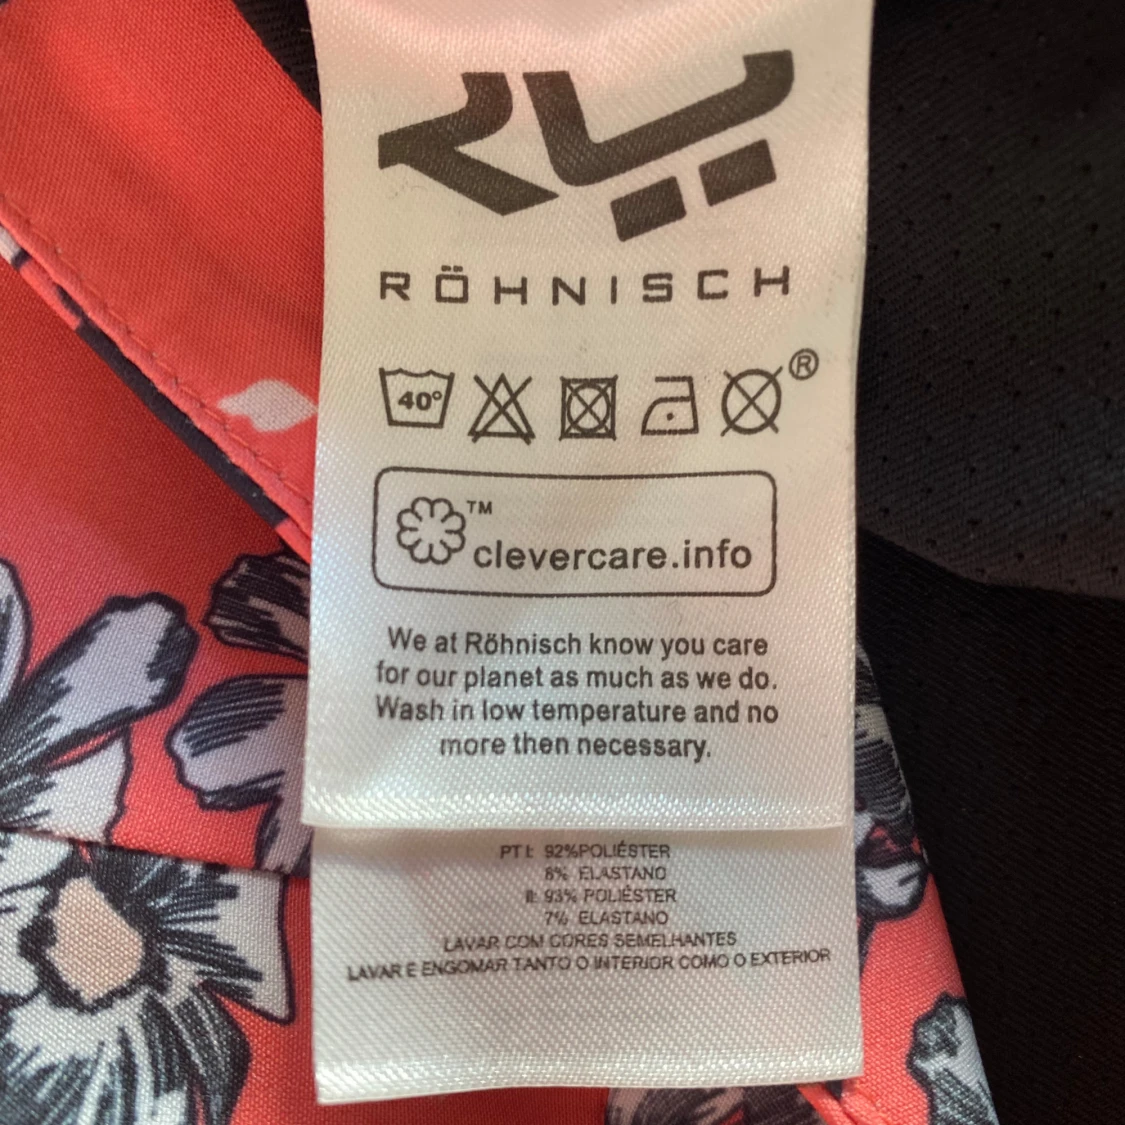 RÖHNISCH
40°
®
™
clevercare.info
We at Röhnisch know you care
for our planet as much as we do.
Wash in low temperature and no
more then necessary.
PT I: 92%POLIÉSTER
8% ELASTANO
II: 93% POLIÉSTER
7% ELASTANO
LAVAR COM CORES SEMELHANTES
LAVAR E ENGOMAR TANTO O INTERIOR COMO O EXTERIOR